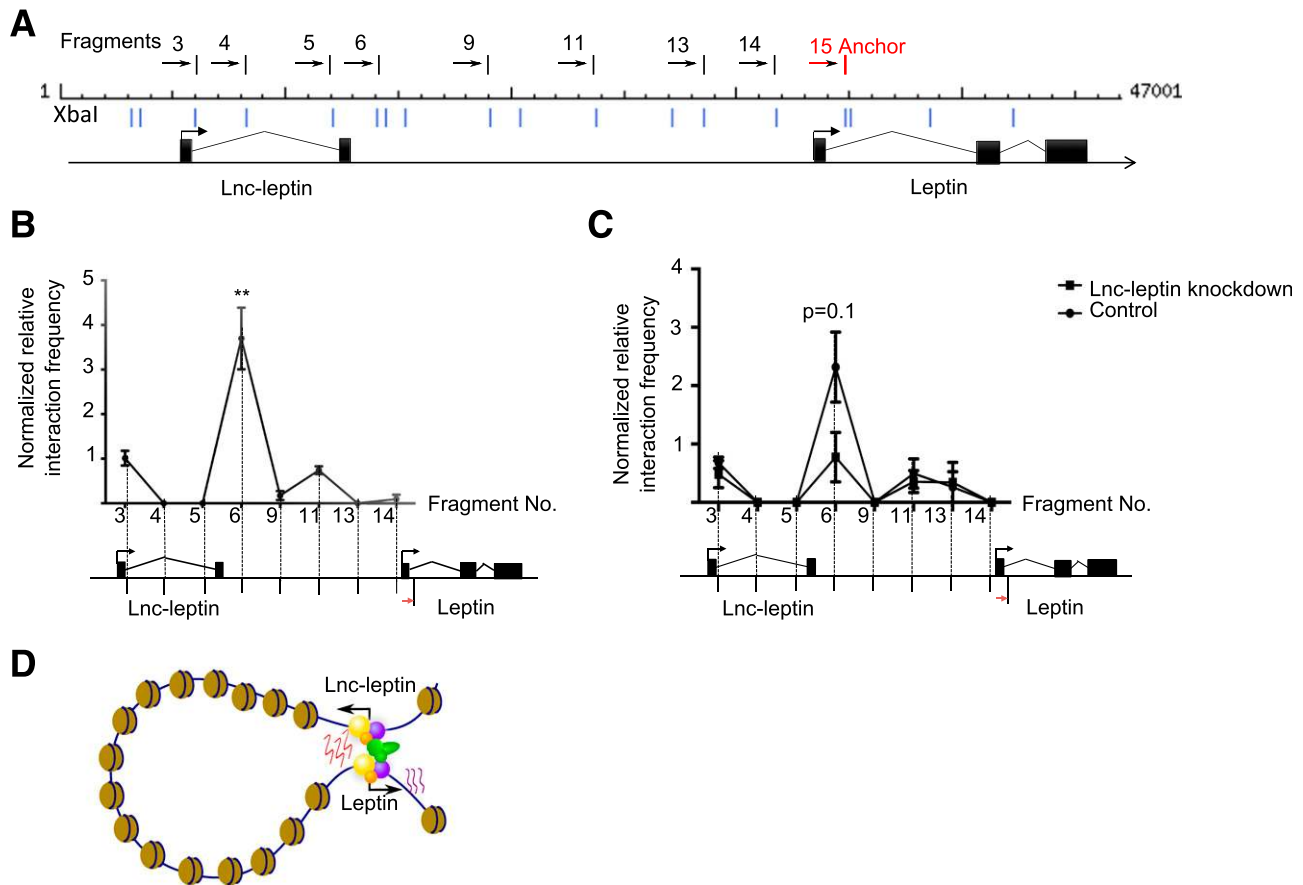 A
Fragments 3 4 5 6 9 11 13 14 15 Anchor
1 47001
XbaI
Lnc-leptin Leptin
B
Normalized relative
interaction frequency
5
4
3
2
1
**
3 4 5 6 9 11 13 14 Fragment No.
Lnc-leptin Leptin
C
Normalized relative
interaction frequency
4
3
2
1
p=0.1
Lnc-leptin knockdown
Control
3 4 5 6 9 11 13 14 Fragment No.
Lnc-leptin Leptin
D
Lnc-leptin
Leptin